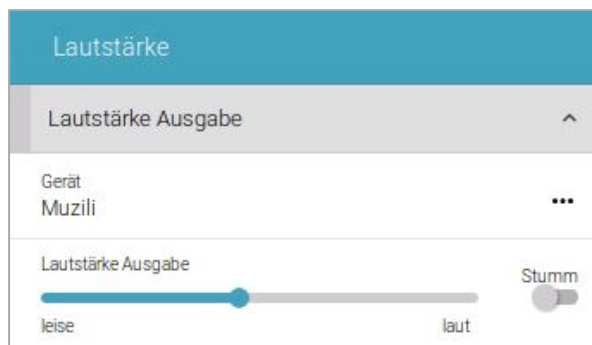 Lautstärke
Lautstärke Ausgabe
Gerät
Muzili
Lautstärke Ausgabe
Stumm
leise
laut